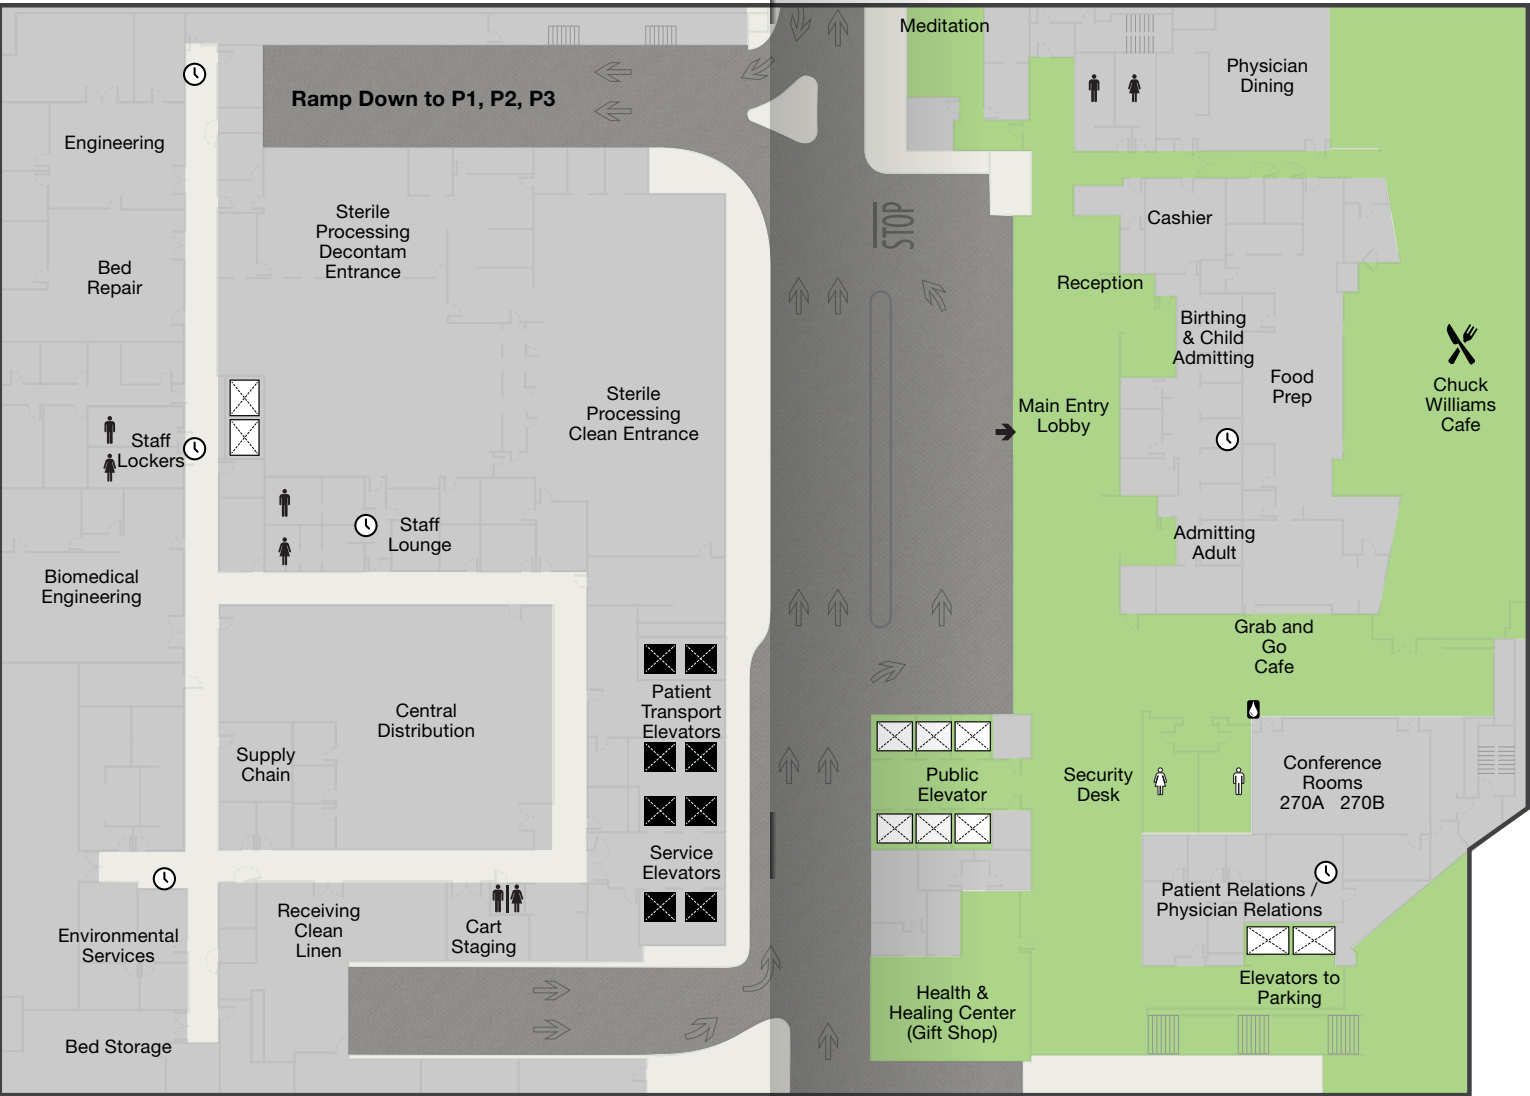 Meditation
Physician
Dining
Ramp Down to P1, P2, P3
Engineering
Sterile
Processing
Decontam
Entrance
STOP
Cashier
Bed
Repair
Reception
Birthing
& Child
Admitting
Food
Prep
Chuck
Williams
Cafe
Sterile
Processing
Clean Entrance
Main Entry
Lobby
Staff
Lockers
Staff
Lounge
Admitting
Adult
Biomedical
Engineering
Grab and
Go
Cafe
Patient
Transport
Elevators
Central
Distribution
Supply
Chain
Public
Elevator
Security
Desk
Conference
Rooms
270A 270B
Service
Elevators
Patient Relations /
Physician Relations
Receiving
Clean
Linen
Cart
Staging
Environmental
Services
Elevators to
Parking
Health &
Healing Center
(Gift Shop)
Bed Storage